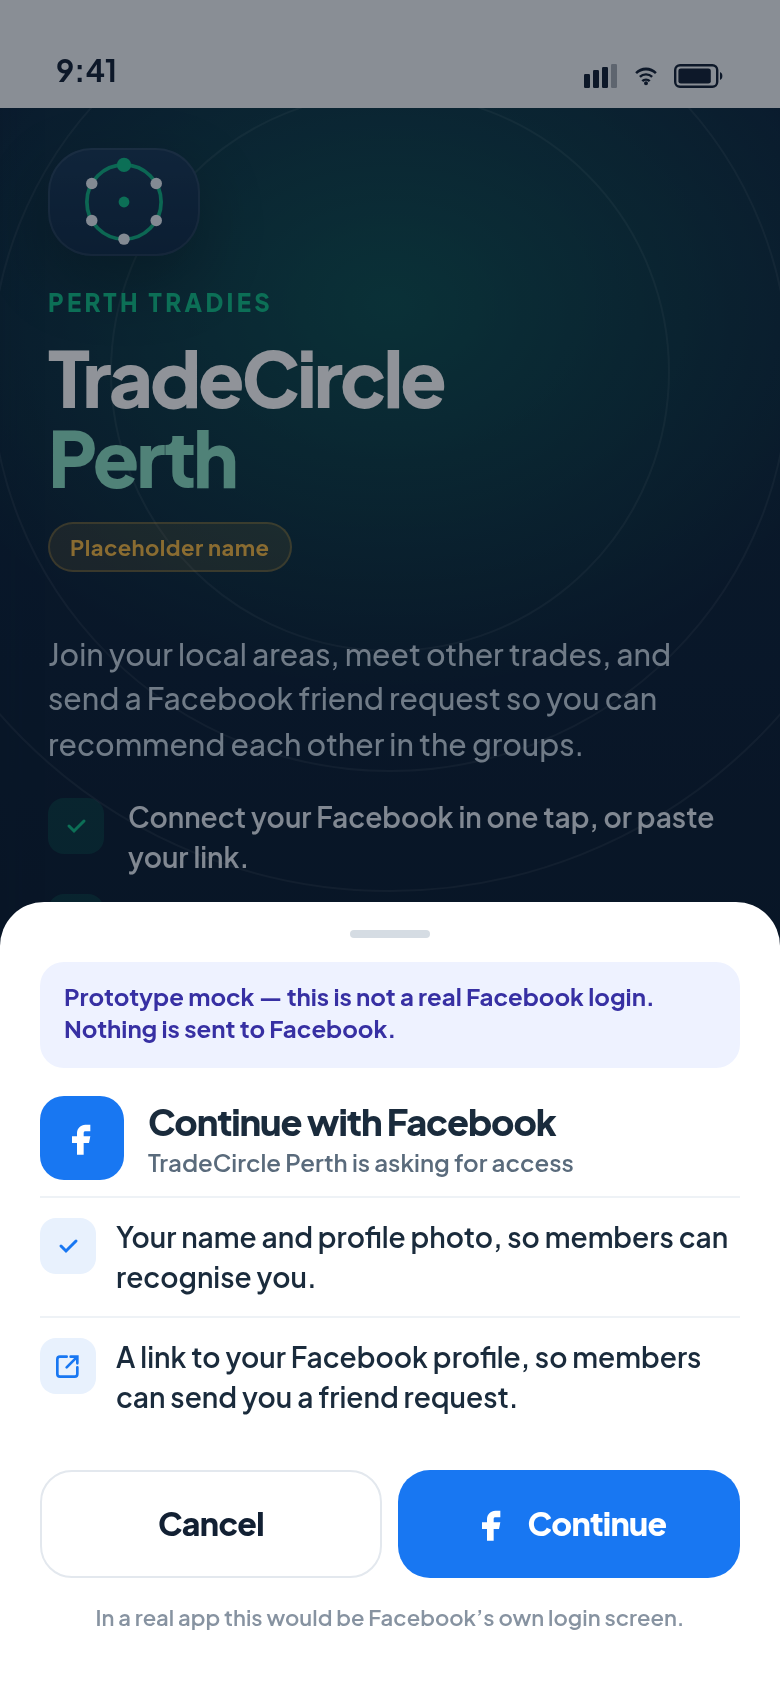 9:41
PERTH TRADIES
TradeCircle
Perth
Placeholder name
Join your local areas, meet other trades, and
send a Facebook friend request so you can
recommend each other in the groups.
Connect your Facebook in one tap, or paste
your link.
Prototype mock — this is not a real Facebook login.
Nothing is sent to Facebook.
Continue with Facebook
TradeCircle Perth is asking for access
Your name and profile photo, so members can
recognise you.
A link to your Facebook profile, so members
can send you a friend request.
Cancel
Continue
In a real app this would be Facebook’s own login screen.